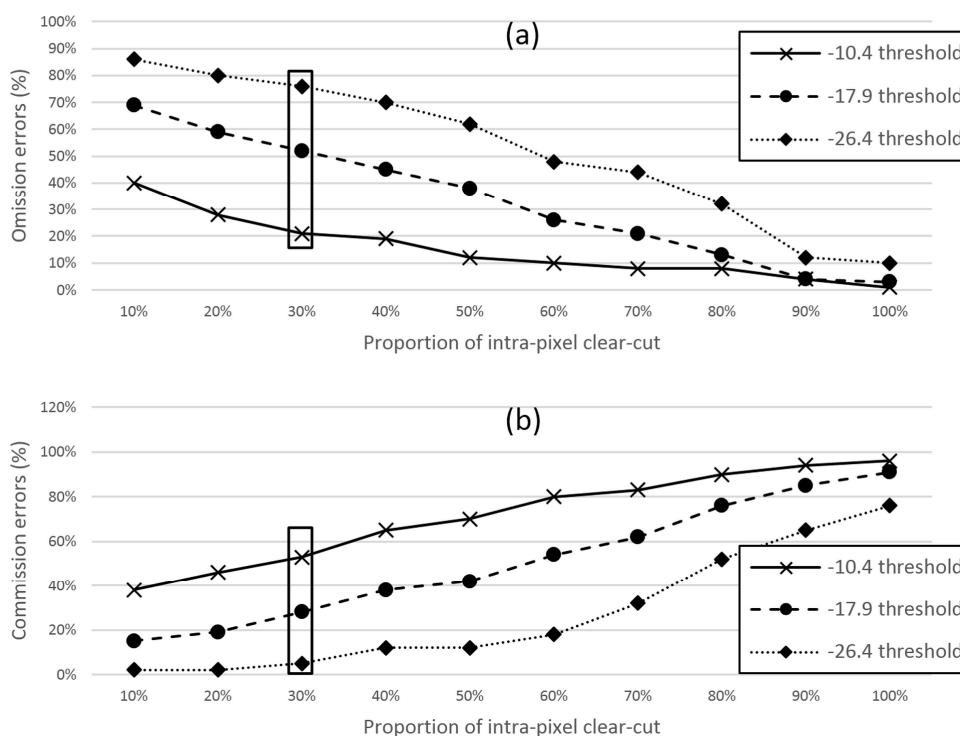 (a)
Omission errors (%)
100%
90%
80%
70%
60%
50%
40%
30%
20%
10%
0%
10% 20% 30% 40% 50% 60% 70% 80% 90% 100%
Proportion of intra-pixel clear-cut
-10.4 threshold
-17.9 threshold
-26.4 threshold
(b)
Commission errors (%)
120%
100%
80%
60%
40%
20%
0%
10% 20% 30% 40% 50% 60% 70% 80% 90% 100%
Proportion of intra-pixel clear-cut
-10.4 threshold
-17.9 threshold
-26.4 threshold